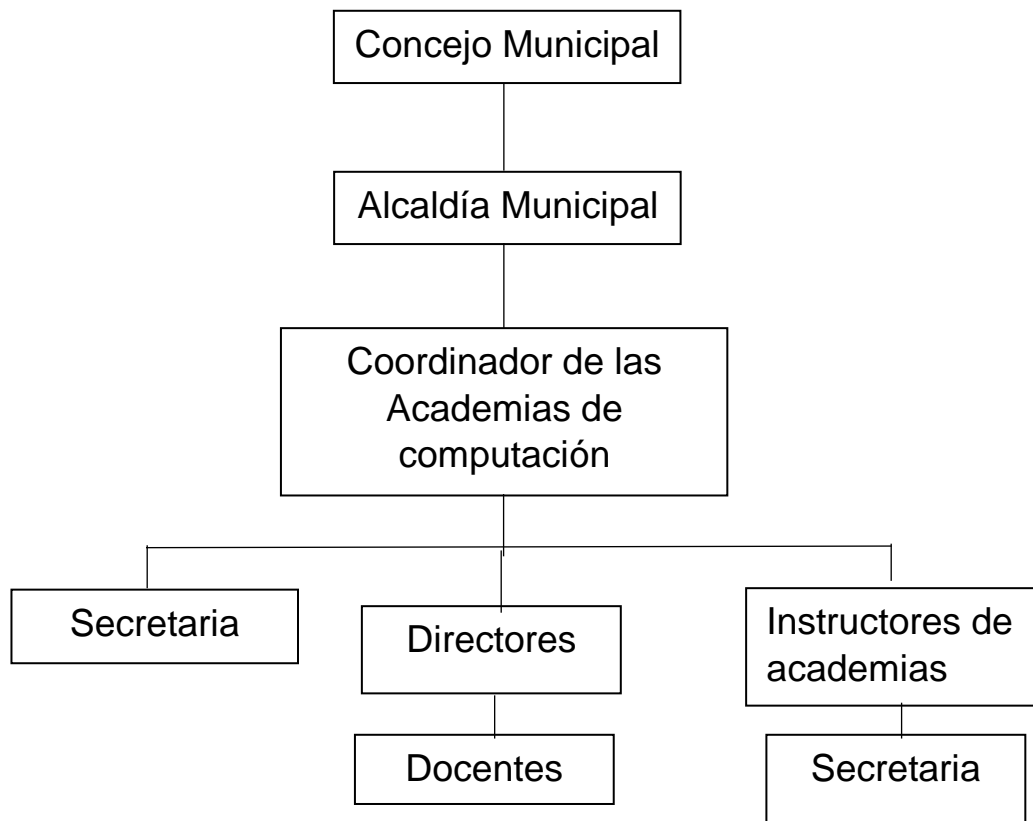 Concejo Municipal
Alcaldía Municipal
Coordinador de las
Academias de
computación
Secretaria
Directores
Instructores de
academias
Docentes
Secretaria